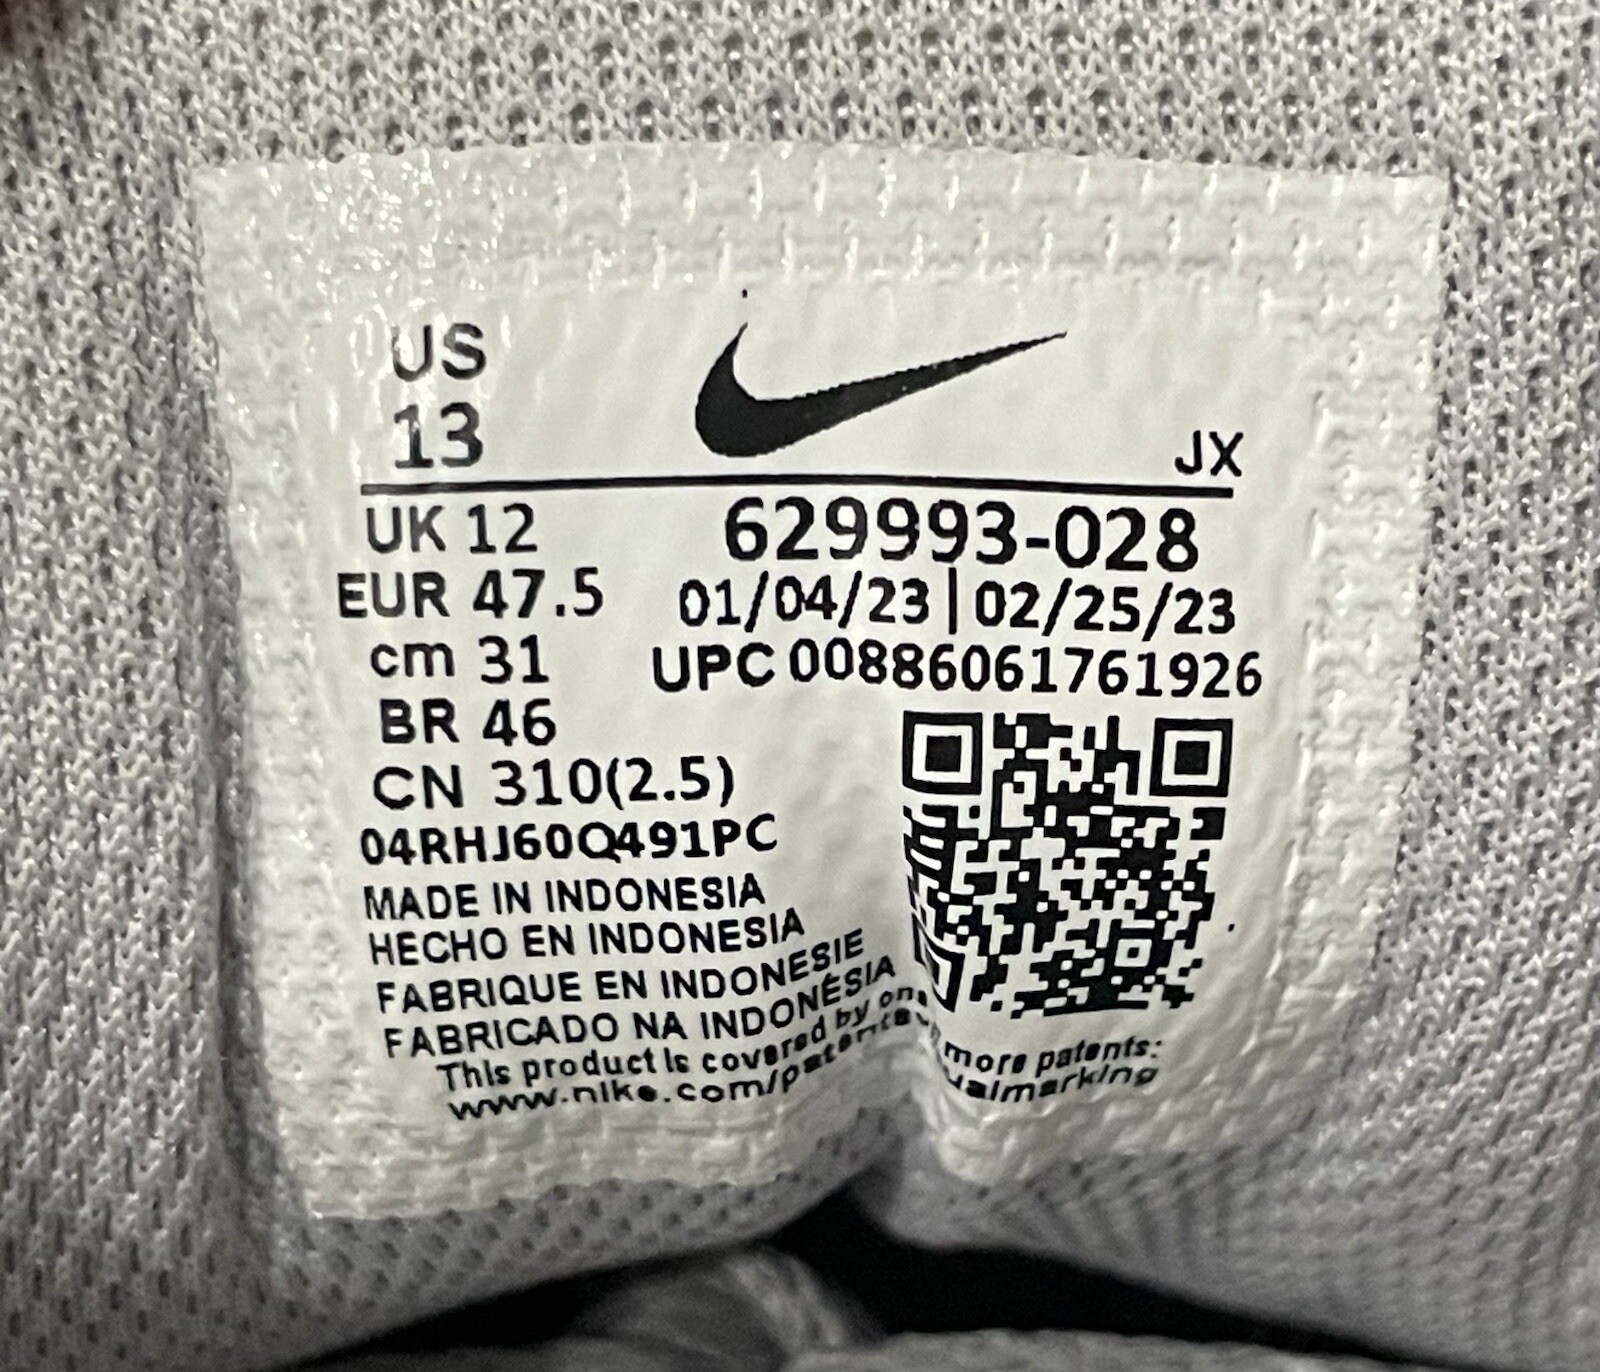 US
13
JX
UK 12
629993-028
EUR 47.5
01/04/23 | 02/25/23
cm 31
UPC 00886061761926
BR 46
CN 310(2.5)
04RHJ60Q491PC
MADE IN INDONESIA
HECHO EN INDONESIA
FABRIQUE EN INDONESIE
FABRICADO NA INDONÉSIA
This product is covered by one more patents:
www.nike.com/patents